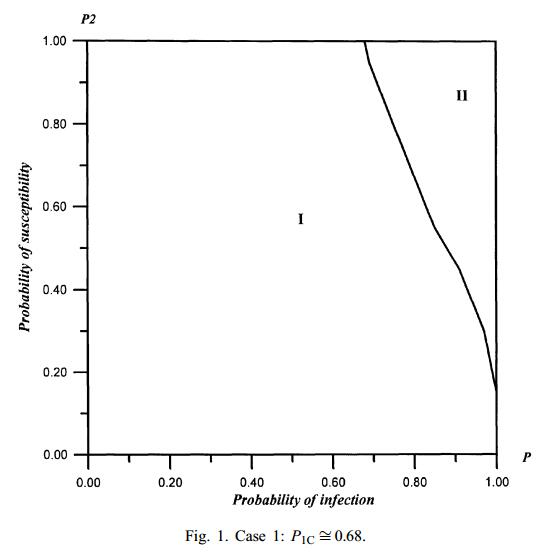 P2
1.00
II
0.80
Probability of susceptibility
0.60
I
0.40
0.20
0.00
P
0.00 0.20 0.40 0.60 0.80 1.00
Probability of infection
Fig. 1. Case 1: P1C ≅ 0.68.